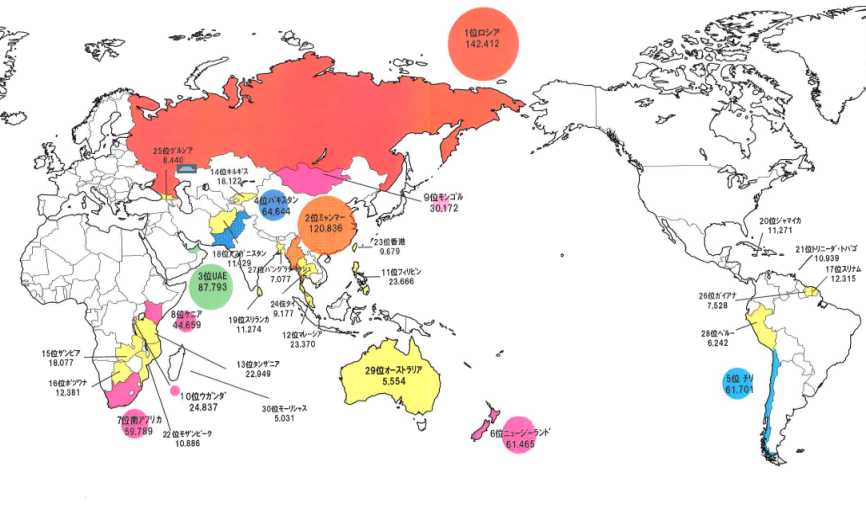 1位ロシア
142,412
25位グルジア
8,440
14位キルギス
18,122
4位パキスタン
64,644
9位モンゴル
30,172
2位ミャンマー
120,836
23位香港
9,679
18位アフガニスタン
11,429
27位バングラデッシュ
7,077
3位UAE
87,793
11位フィリピン
23,666
24位タイ
9,177
19位スリランカ
11,274
12位マレーシア
23,370
8位ケニア
44,659
15位ザンビア
18,077
13位タンザニア
22,949
16位ボツワナ
12,381
10位ウガンダ
24,837
7位南アフリカ
59,789
22位モザンビーク
10,886
30位モーリシャス
5,031
29位オーストラリア
5,554
6位ニュージーランド
61,465
20位ジャマイカ
11,271
21位トリニーダ・トバゴ
10,939
17位スリナム
12,315
26位ガイアナ
7,528
28位ペルー
6,242
5位 チリ
61,701